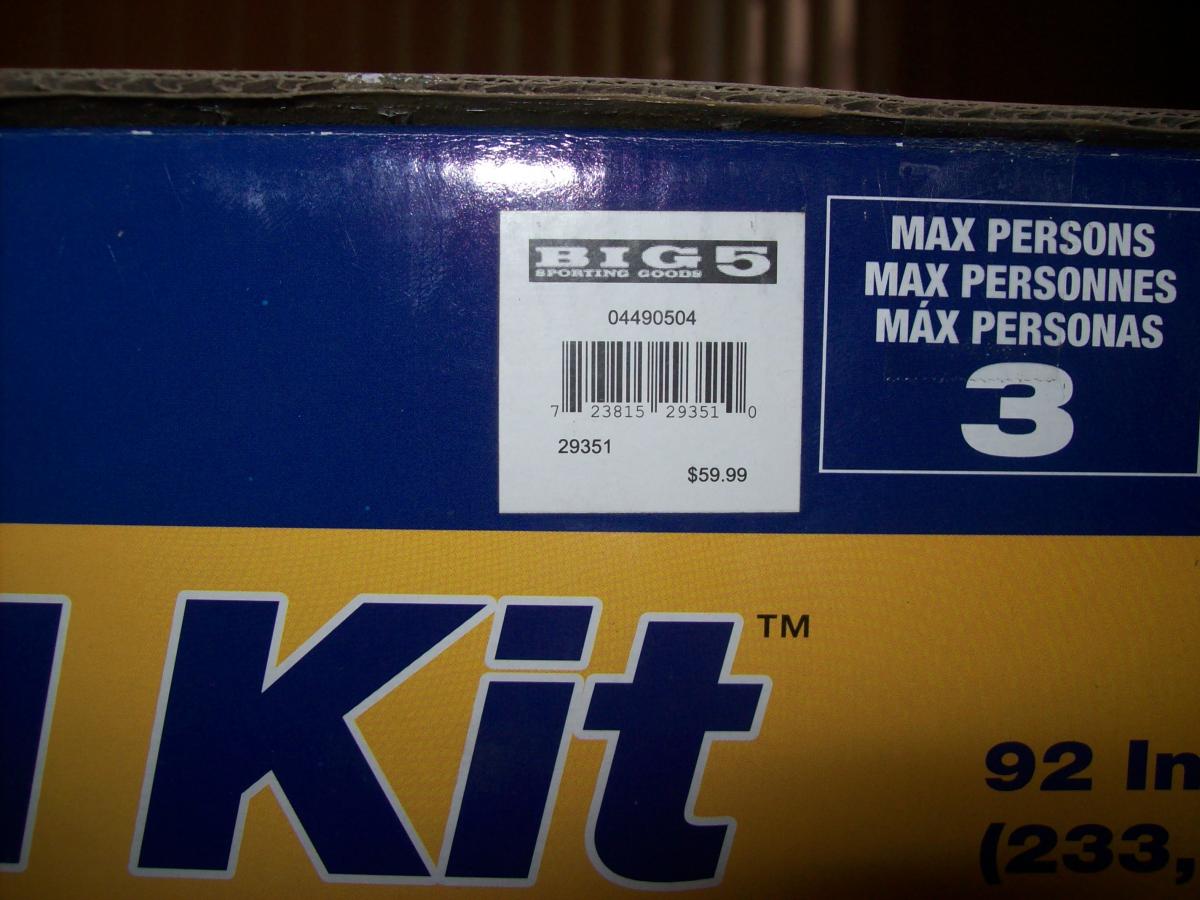 BIG 5
SPORTING GOODS
04490504
7 23815 29351 0
29351
$59.99
MAX PERSONS
MAX PERSONNES
MÁX PERSONAS
3
Kit™
92 In
(233,